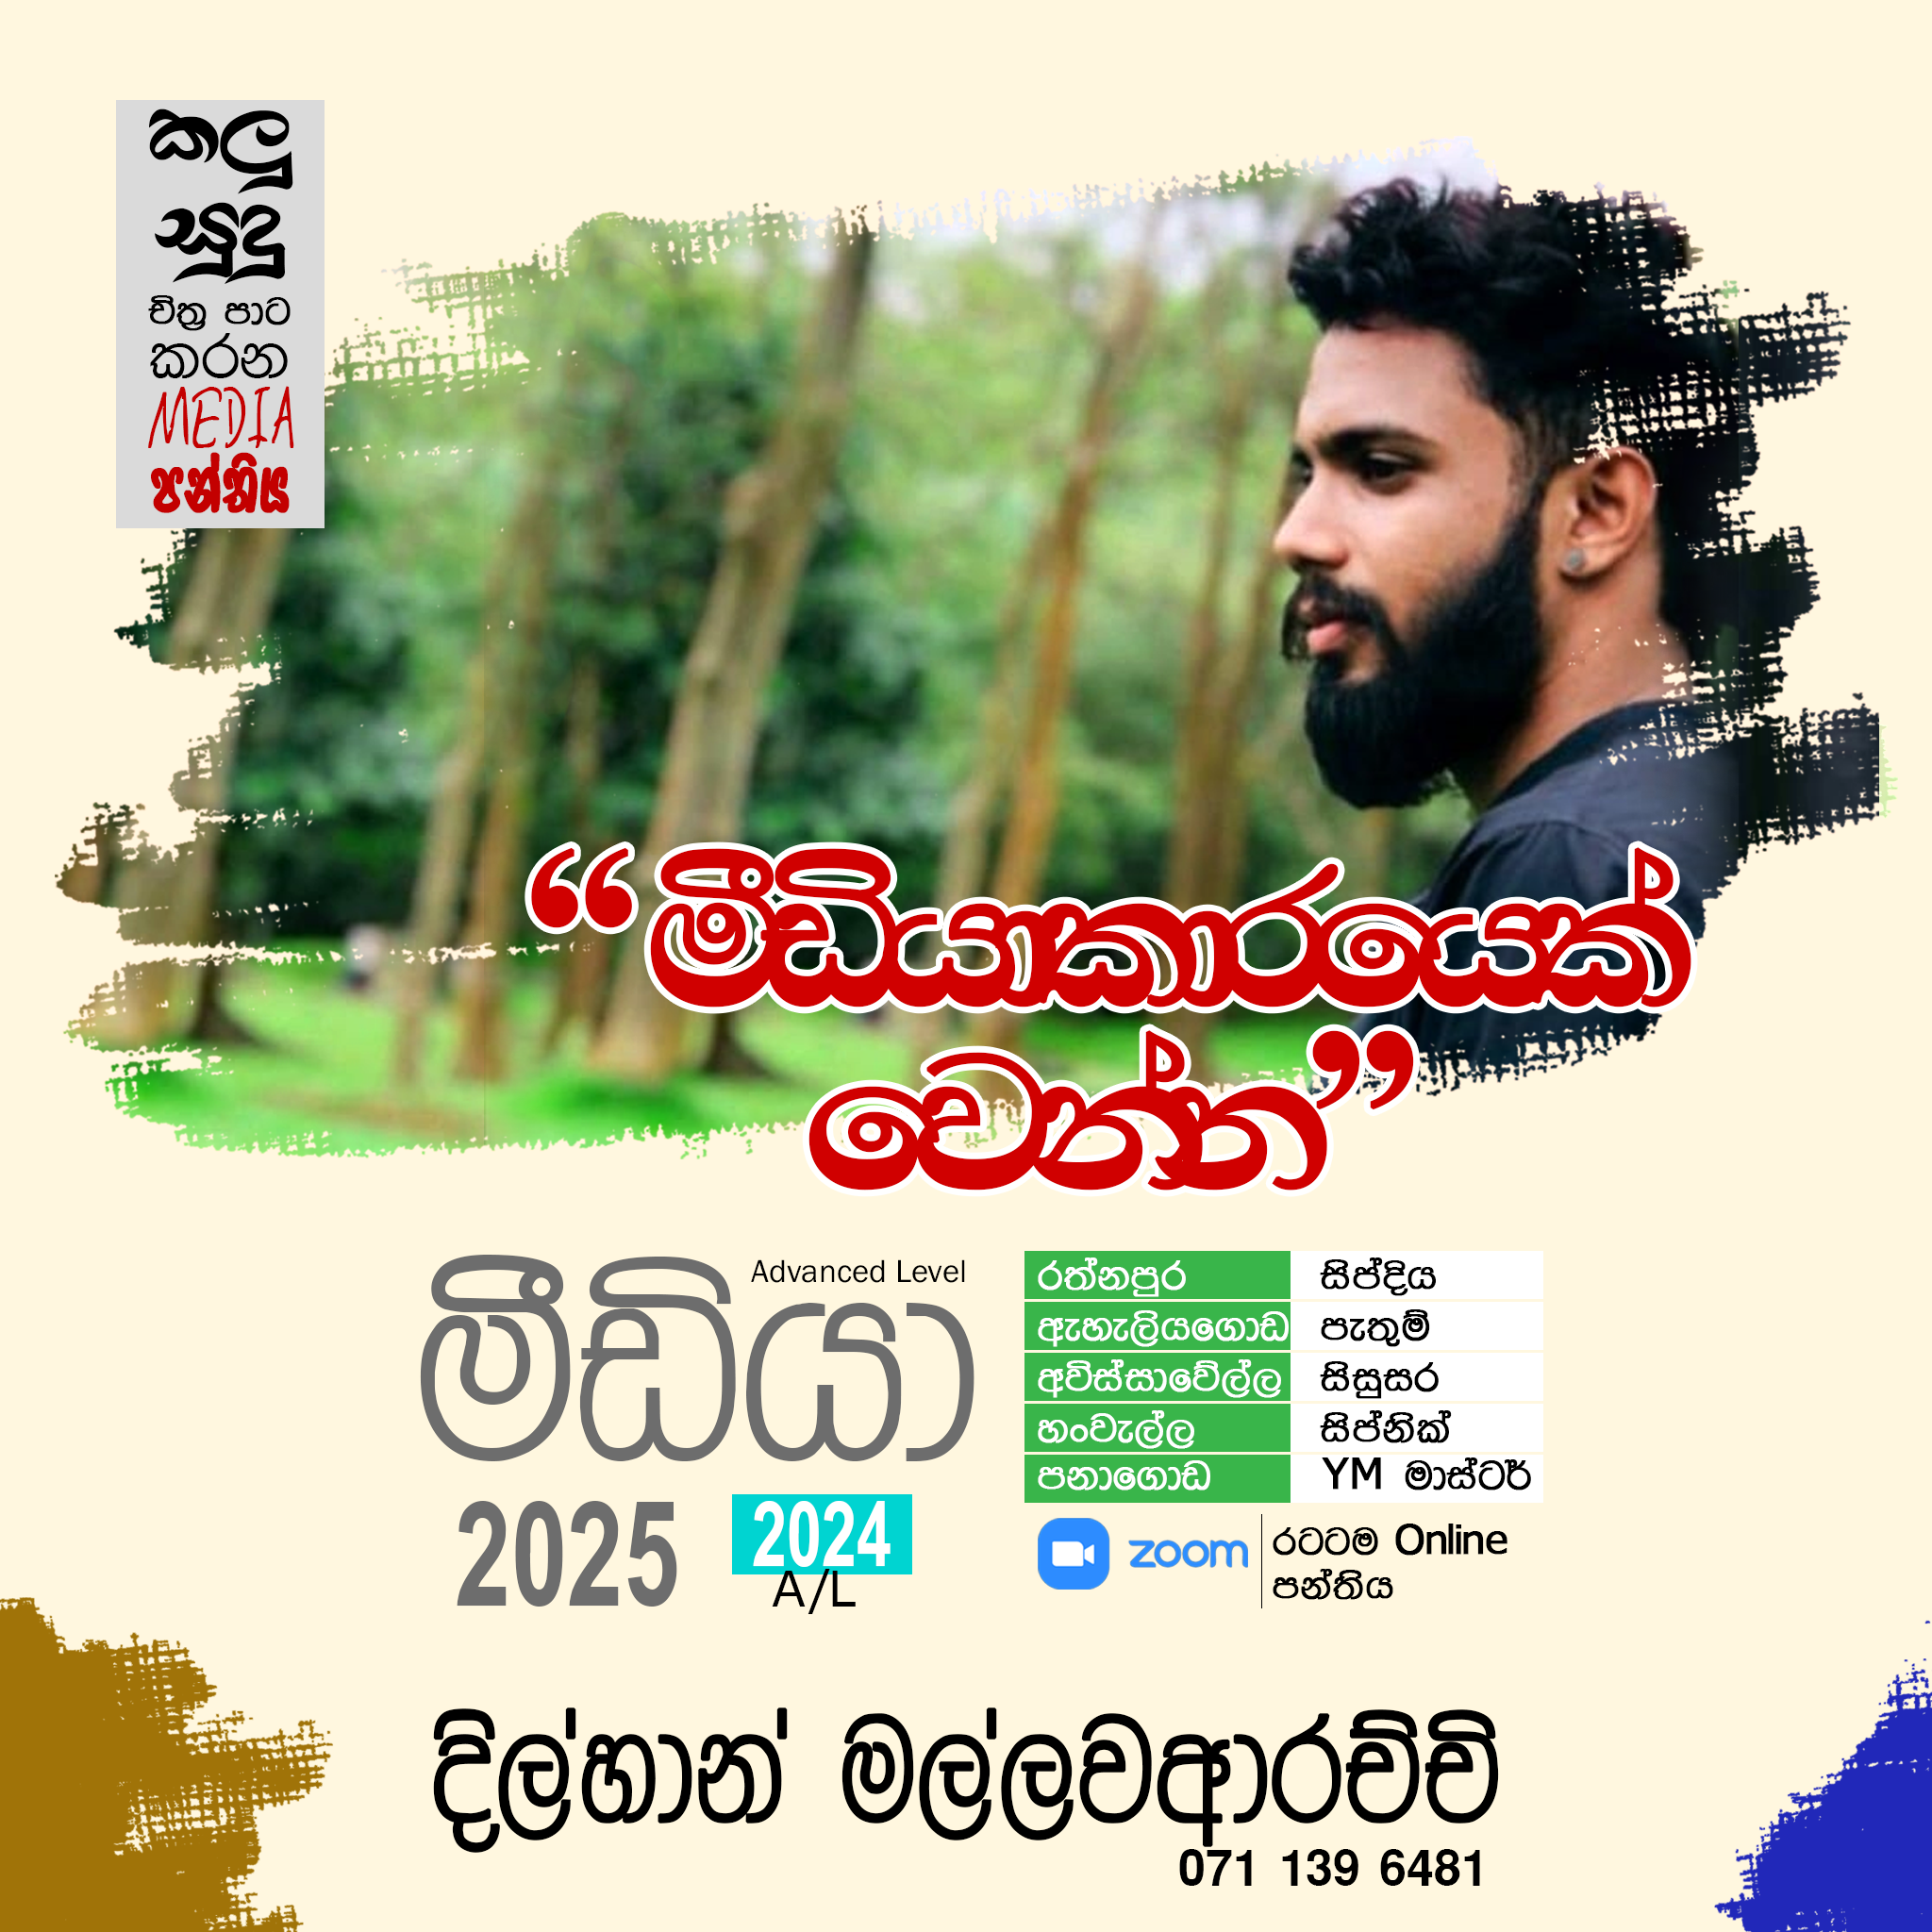 කලු
සුදු
චිත්‍ර පාට
කරන
MEDIA
පන්තිය
“මීඩියාකාරයෙක්
වෙන්න”
Advanced Level
මීඩියා
2025
2024
A/L
රත්නපුර සිප්දිය
ඇහැලියගොඩ පැතුම්
අවිස්සාවේල්ල සිසුසර
හංවැල්ල සිප්නික්
පනාගොඩ YM මාස්ටර්
zoom
රටටම Online
පන්තිය
දිල්හාන් මල්ලවආරච්චි
071 139 6481